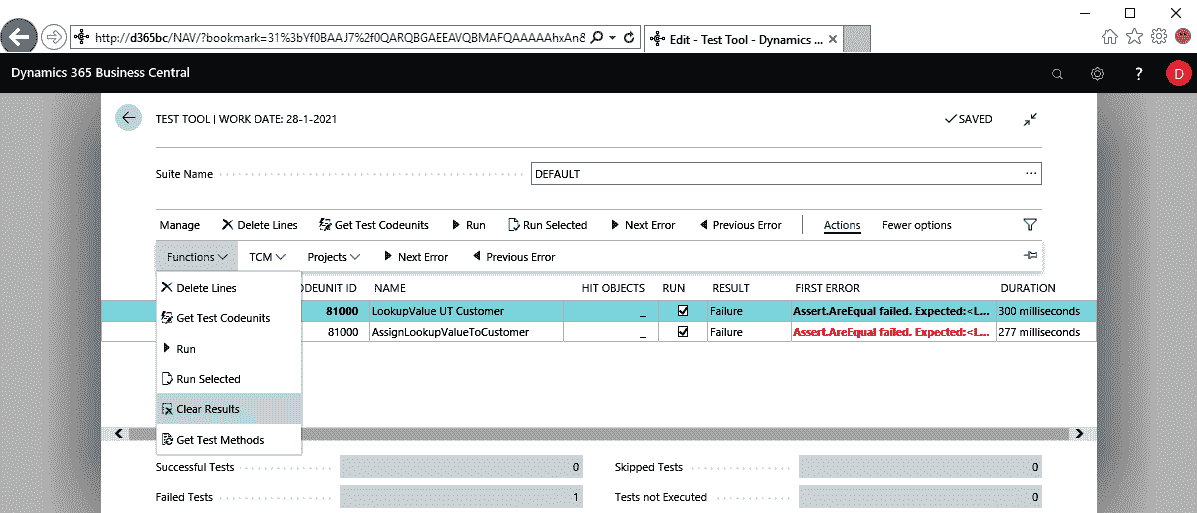 http://d365bc/NAV/?bookmark=31%3bYf0BAAJ7%2f0QARQBGAEEAVQBMAFQAAAAAhxAn8
Edit - Test Tool - Dynamics ...
Dynamics 365 Business Central
? D
TEST TOOL | WORK DATE: 28-1-2021
SAVED
Suite Name
DEFAULT ...
Manage Delete Lines Get Test Codeunits Run Run Selected Next Error Previous Error Actions Fewer options
Functions TCM Projects Next Error Previous Error
Delete Lines
ODEUNIT ID NAME HIT OBJECTS RUN RESULT FIRST ERROR DURATION
81000 LookupValue UT Customer _ Failure Assert.AreEqual failed. Expected:<L... 300 milliseconds
Get Test Codeunits
81000 AssignLookupValueToCustomer _ Failure Assert.AreEqual failed. Expected:<L... 277 milliseconds
Run
Run Selected
Clear Results
Get Test Methods
Successful Tests 0 Skipped Tests 0
Failed Tests 1 Tests not Executed 0